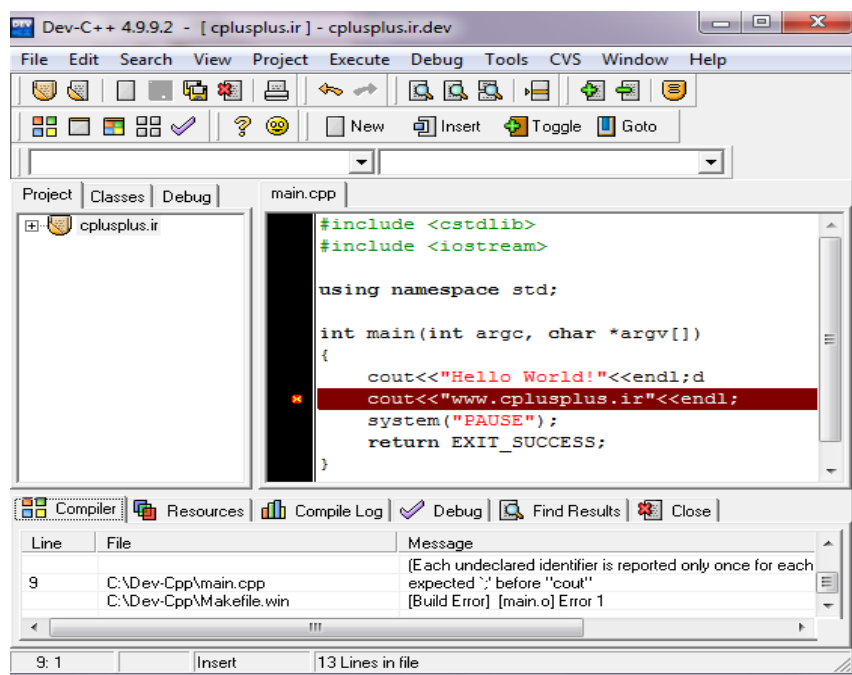 Dev-C++ 4.9.9.2 - [ cplusplus.ir ] - cplusplus.ir.dev
File Edit Search View Project Execute Debug Tools CVS Window Help
New Insert Toggle Goto
Project Classes Debug
main.cpp
cplusplus.ir
#include <cstdlib>
#include <iostream>
using namespace std;
int main(int argc, char *argv[])
{
cout<<"Hello World!"<<endl;d
cout<<"www.cplusplus.ir"<<endl;
system("PAUSE");
return EXIT_SUCCESS;
}
Compiler Resources Compile Log Debug Find Results Close
Line File Message
(Each undeclared identifier is reported only once for each
9 C:\Dev-Cpp\main.cpp expected `;' before "cout"
C:\Dev-Cpp\Makefile.win [Build Error] [main.o] Error 1
9: 1 Insert 13 Lines in file